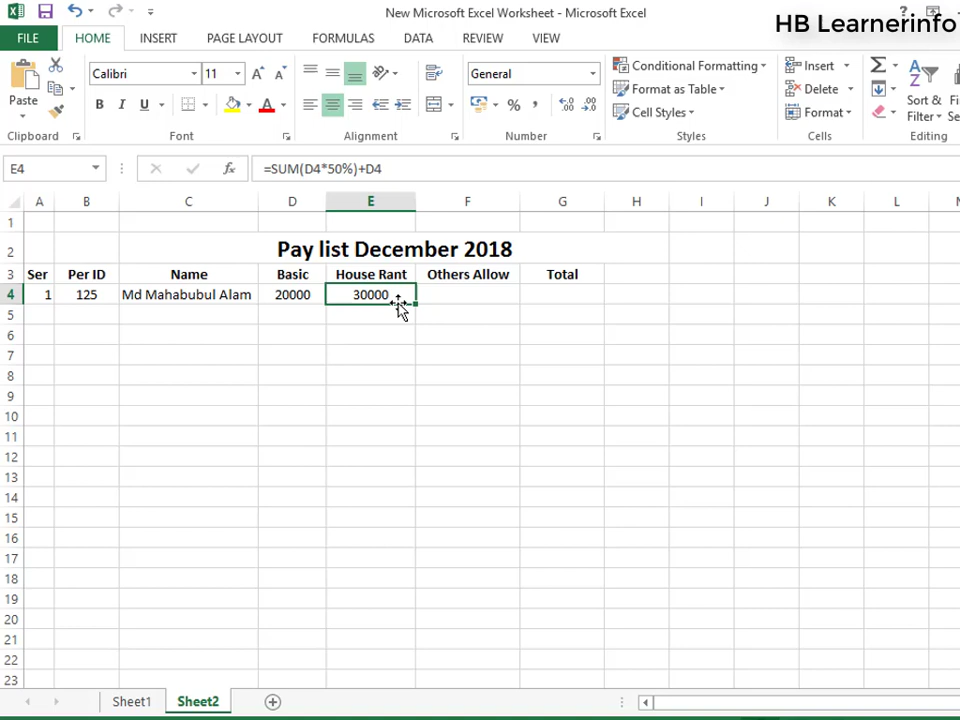 New Microsoft Excel Worksheet - Microsoft Excel
HB Learnerinfo
FILE HOME INSERT PAGE LAYOUT FORMULAS DATA REVIEW VIEW
Paste
Calibri 11
B I U A
General
% ,
Conditional Formatting
Format as Table
Cell Styles
Insert
Delete
Format
Sort &
Filter
Clipboard Font Alignment Number Styles Cells Editing
E4 fx =SUM(D4*50%)+D4
A B C D E F G H I J K L
1
2 Pay list December 2018
3 Ser Per ID Name Basic House Rant Others Allow Total
4 1 125 Md Mahabubul Alam 20000 30000
5
6
7
8
9
10
11
12
13
14
15
16
17
18
19
20
21
22
23
Sheet1 Sheet2